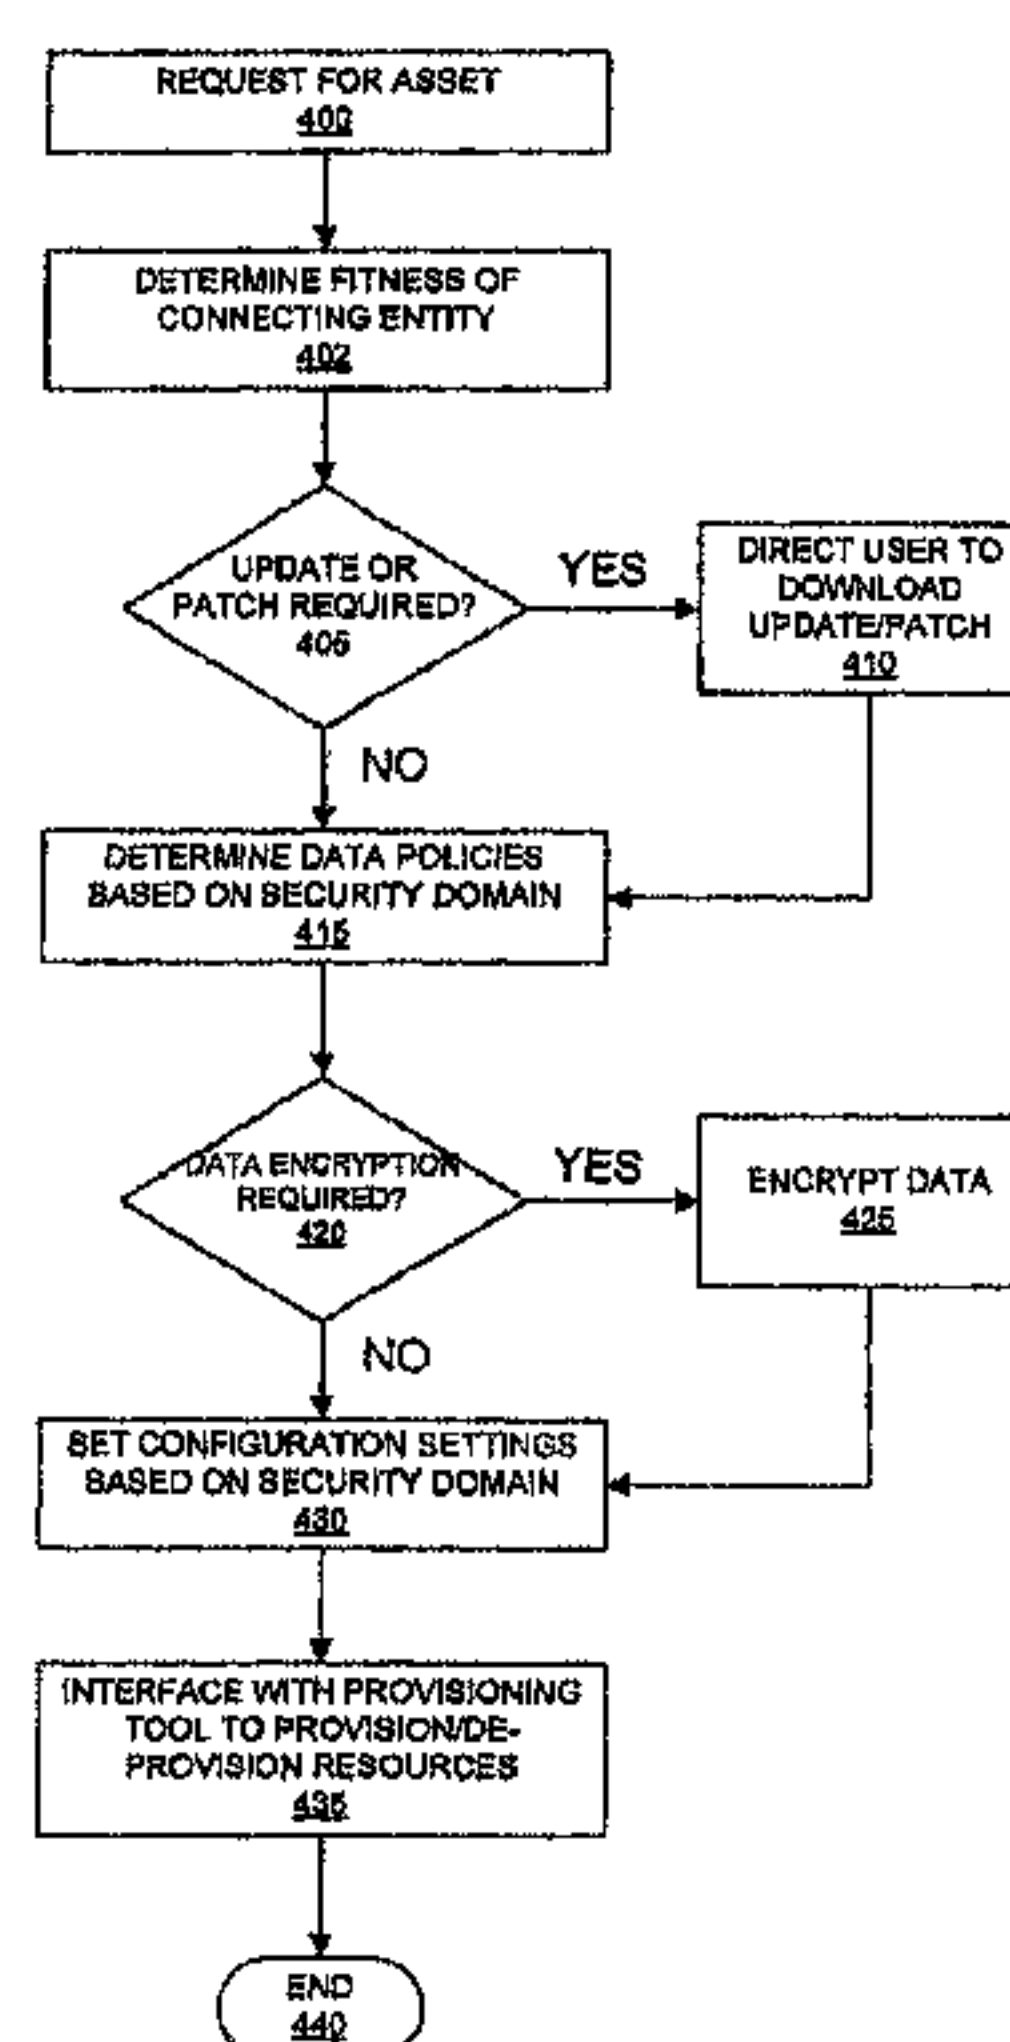 REQUEST FOR ASSET
400
DETERMINE FITNESS OF
CONNECTING ENTITY
402
UPDATE OR
PATCH REQUIRED?
405
YES
DIRECT USER TO
DOWNLOAD
UPDATE/PATCH
410
NO
DETERMINE DATA POLICIES
BASED ON SECURITY DOMAIN
415
DATA ENCRYPTION
REQUIRED?
420
YES
ENCRYPT DATA
425
NO
SET CONFIGURATION SETTINGS
BASED ON SECURITY DOMAIN
430
INTERFACE WITH PROVISIONING
TOOL TO PROVISION/DE-
PROVISION RESOURCES
435
END
440